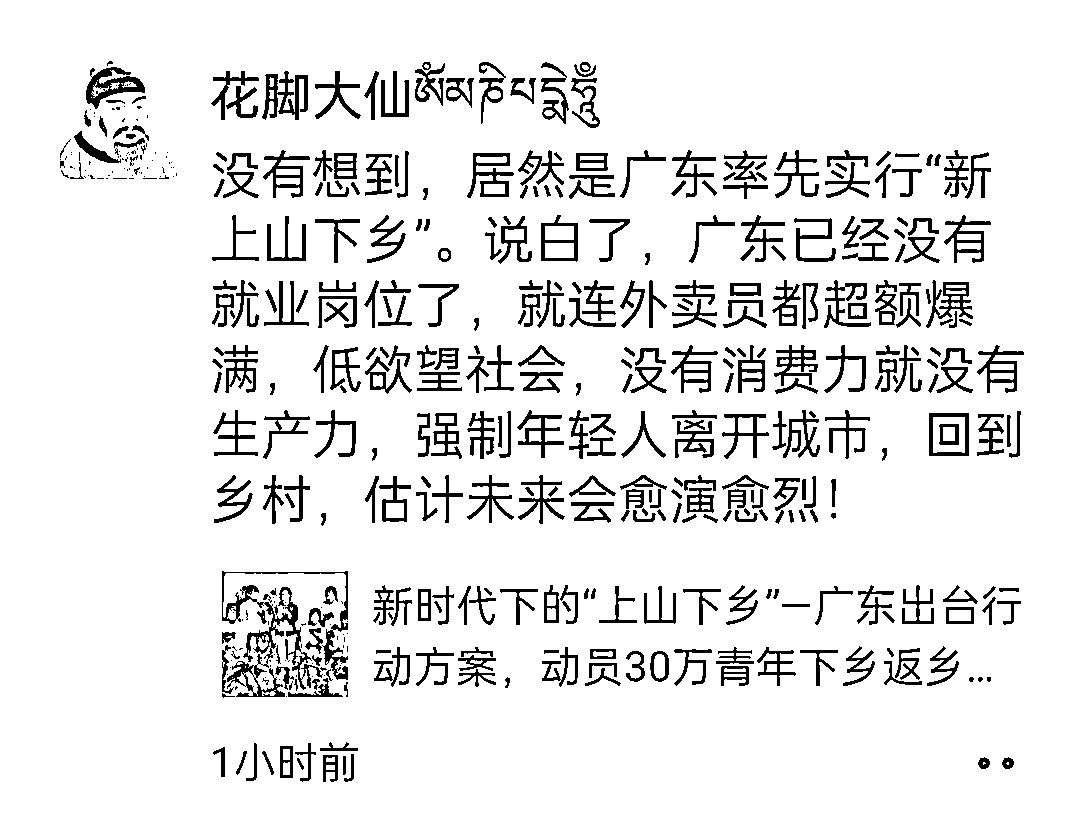 花脚大仙ༀམཎིཔདྨེཧཱུྃ
没有想到，居然是广东率先实行“新
上山下乡”。说白了，广东已经没有
就业岗位了，就连外卖员都超额爆
满，低欲望社会，没有消费力就没有
生产力，强制年轻人离开城市，回到
乡村，估计未来会愈演愈烈！
新时代下的“上山下乡”—广东出台行
动方案，动员30万青年下乡返乡...
1小时前